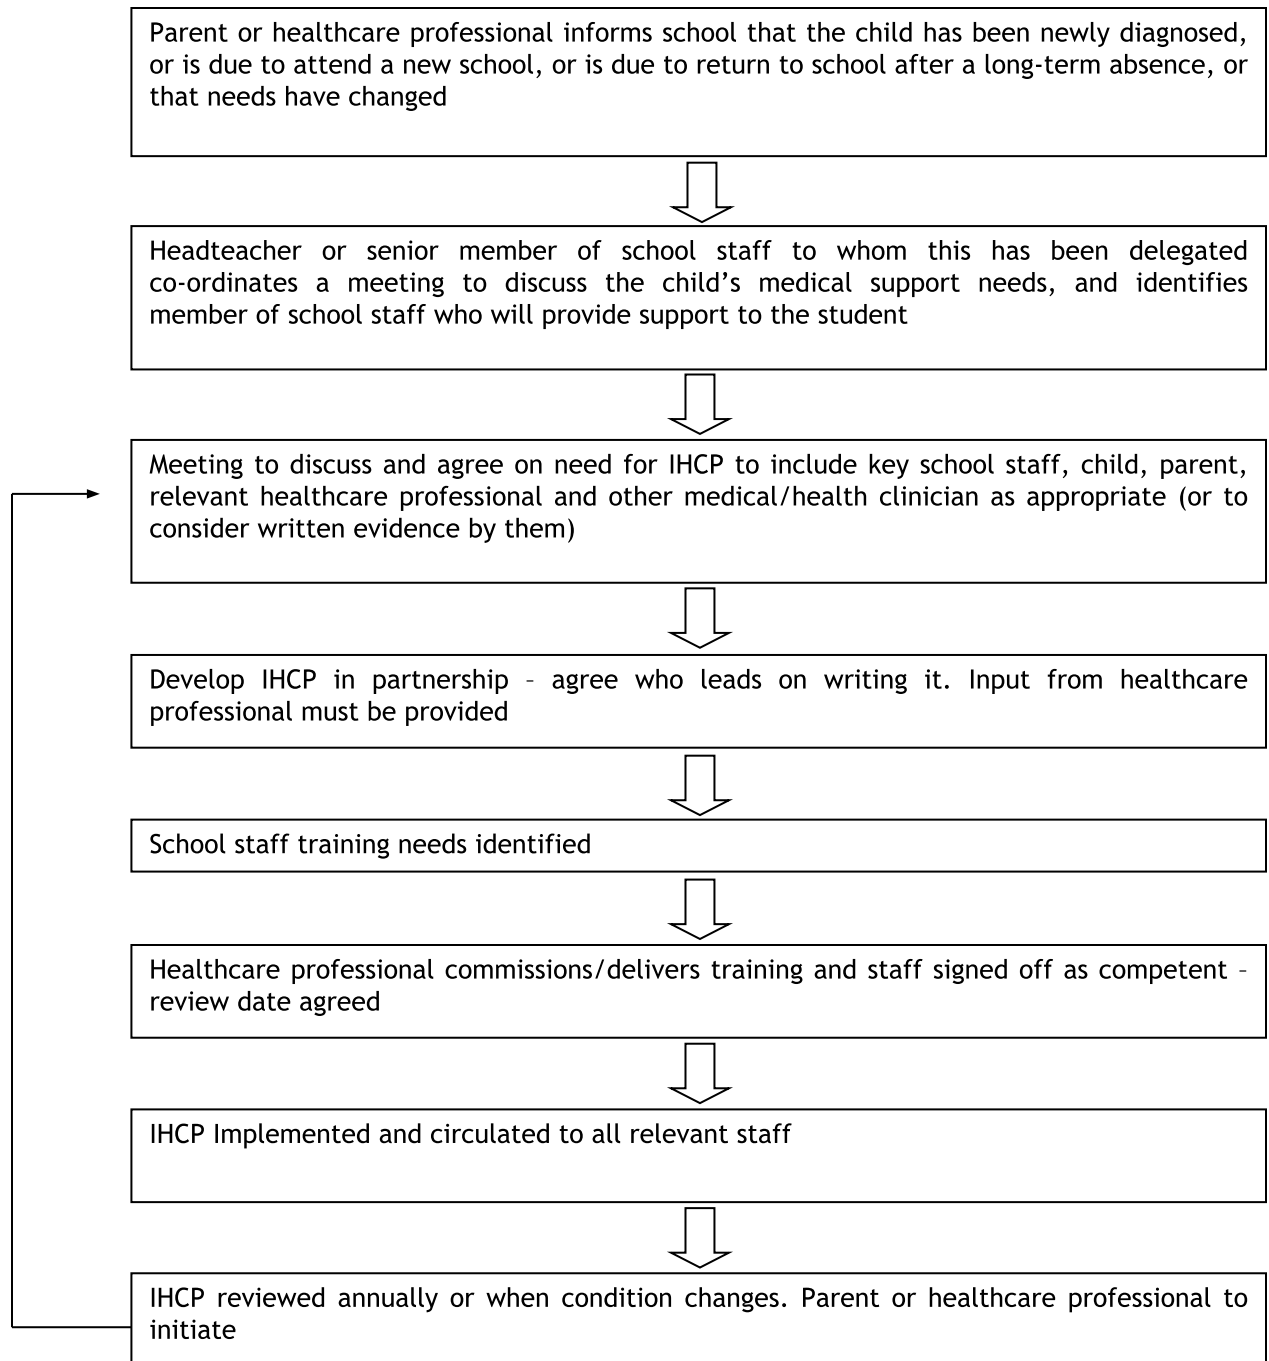 Parent or healthcare professional informs school that the child has been newly diagnosed,
or is due to attend a new school, or is due to return to school after a long-term absence, or
that needs have changed
Headteacher or senior member of school staff to whom this has been delegated
co-ordinates a meeting to discuss the child’s medical support needs, and identifies
member of school staff who will provide support to the student
Meeting to discuss and agree on need for IHCP to include key school staff, child, parent,
relevant healthcare professional and other medical/health clinician as appropriate (or to
consider written evidence by them)
Develop IHCP in partnership – agree who leads on writing it. Input from healthcare
professional must be provided
School staff training needs identified
Healthcare professional commissions/delivers training and staff signed off as competent –
review date agreed
IHCP Implemented and circulated to all relevant staff
IHCP reviewed annually or when condition changes. Parent or healthcare professional to
initiate